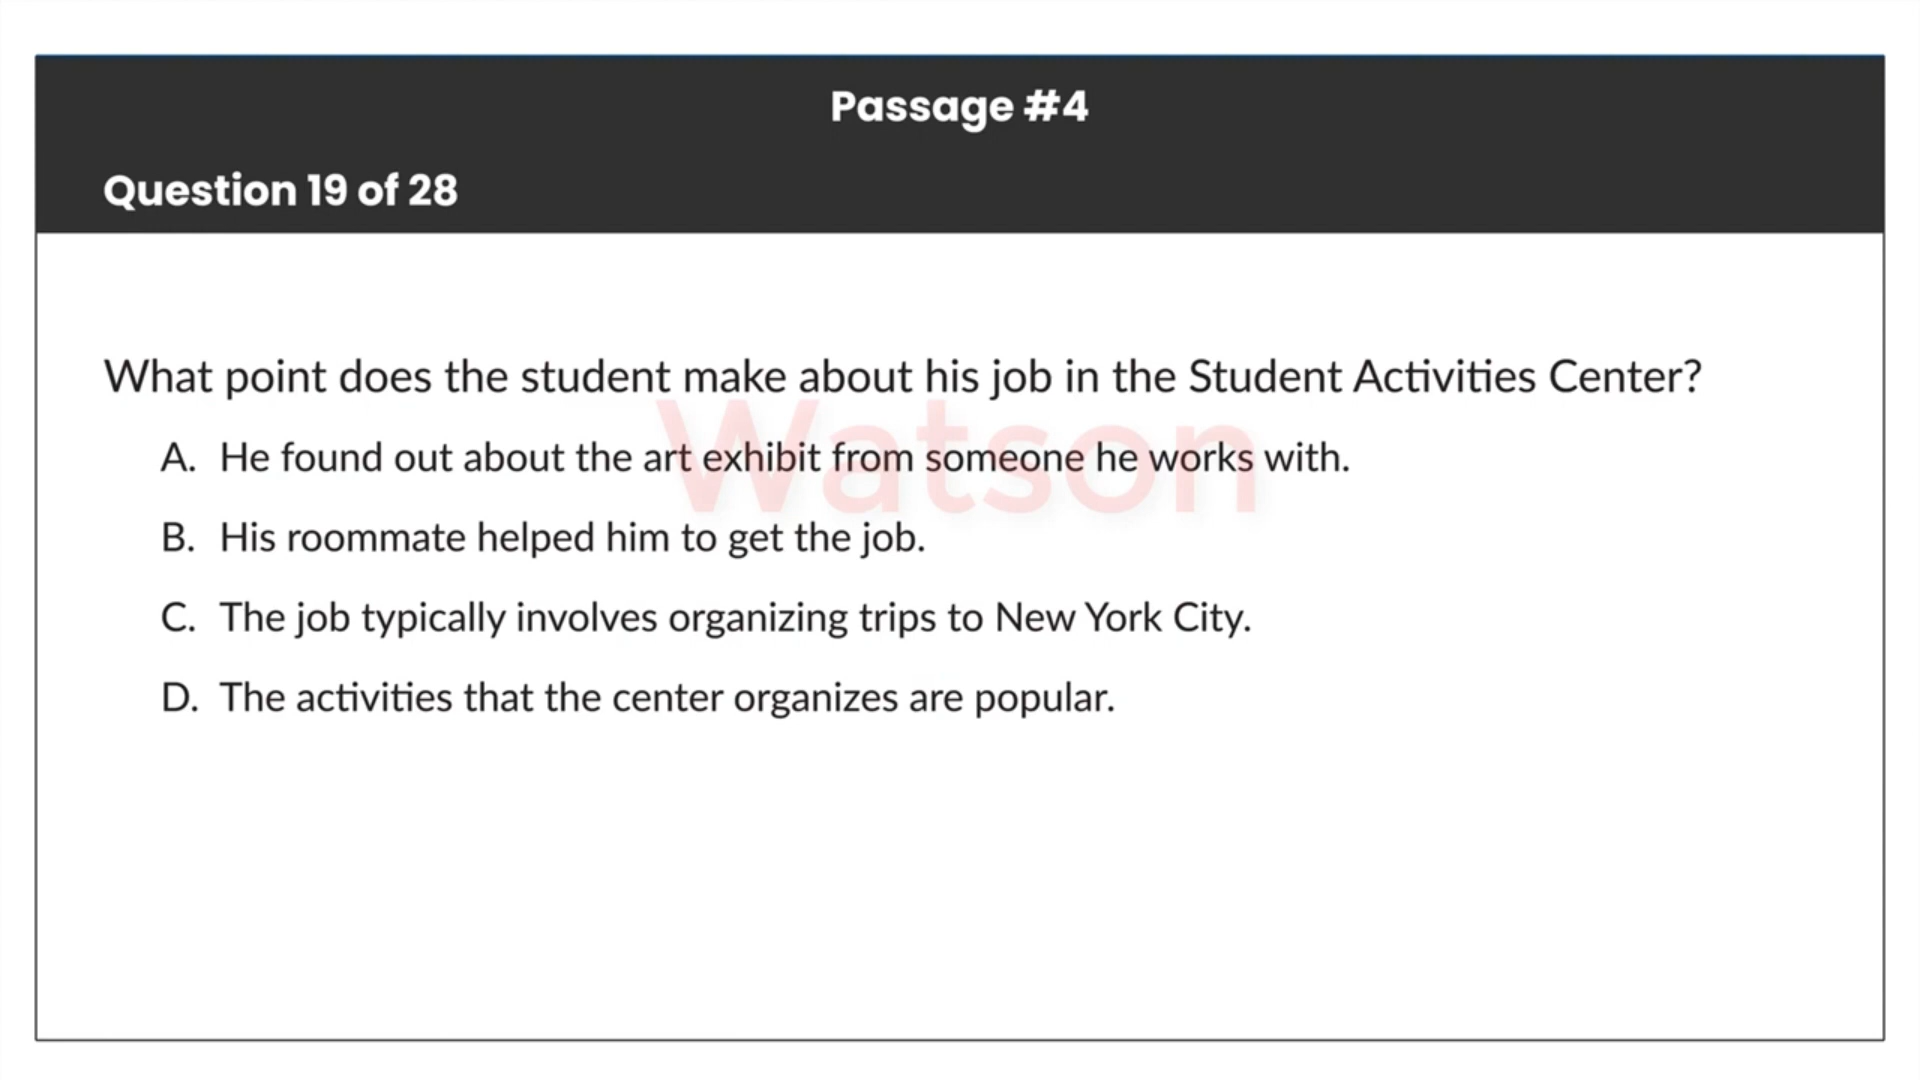 Passage #4
Question 19 of 28
What point does the student make about his job in the Student Activities Center?
Watson
A. He found out about the art exhibit from someone he works with.
B. His roommate helped him to get the job.
C. The job typically involves organizing trips to New York City.
D. The activities that the center organizes are popular.